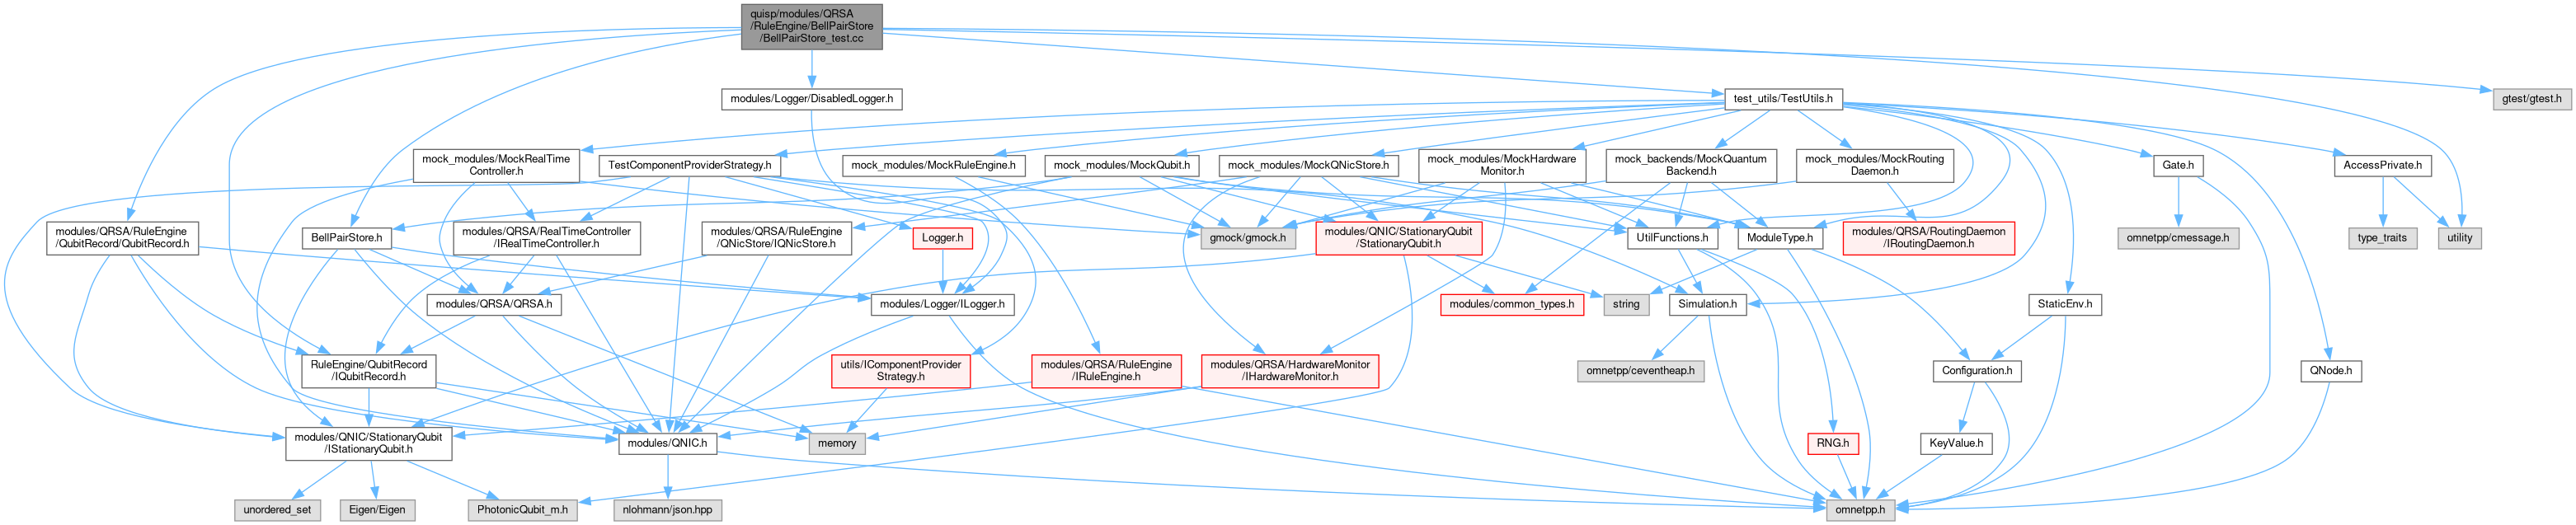 quisp/modules/QRSA
/RuleEngine/BellPairStore
/BellPairStore_test.cc
modules/Logger/DisabledLogger.h
test_utils/TestUtils.h
gtest/gtest.h
mock_modules/MockRealTime
Controller.h
TestComponentProviderStrategy.h
mock_modules/MockRuleEngine.h
mock_modules/MockQubit.h
mock_modules/MockQNicStore.h
mock_modules/MockHardware
Monitor.h
mock_backends/MockQuantum
Backend.h
mock_modules/MockRouting
Daemon.h
Gate.h
AccessPrivate.h
modules/QRSA/RuleEngine
/QubitRecord/QubitRecord.h
BellPairStore.h
modules/QRSA/RealTimeController
/IRealTimeController.h
modules/QRSA/RuleEngine
/QNicStore/IQNicStore.h
Logger.h
gmock/gmock.h
modules/QNIC/StationaryQubit
/StationaryQubit.h
UtilFunctions.h
ModuleType.h
modules/QRSA/RoutingDaemon
/IRoutingDaemon.h
omnetpp/cmessage.h
type_traits
utility
modules/QRSA/QRSA.h
modules/Logger/ILogger.h
modules/common_types.h
string
Simulation.h
StaticEnv.h
RuleEngine/QubitRecord
/IQubitRecord.h
utils/IComponentProvider
Strategy.h
modules/QRSA/RuleEngine
/IRuleEngine.h
modules/QRSA/HardwareMonitor
/IHardwareMonitor.h
omnetpp/ceventheap.h
Configuration.h
QNode.h
modules/QNIC/StationaryQubit
/IStationaryQubit.h
modules/QNIC.h
memory
RNG.h
KeyValue.h
unordered_set
Eigen/Eigen
PhotonicQubit_m.h
nlohmann/json.hpp
omnetpp.h